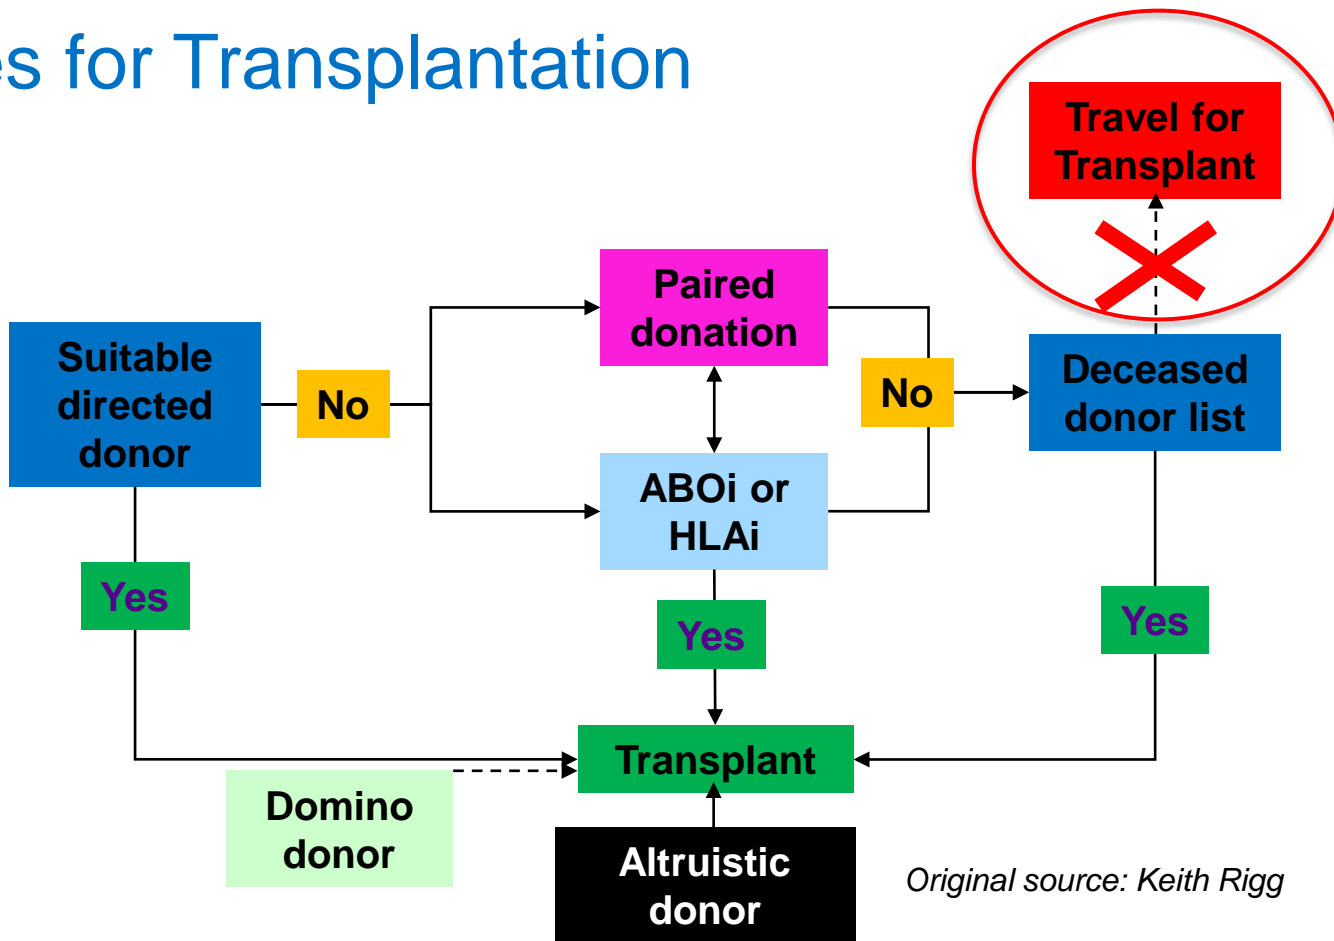 es for Transplantation
Travel for
Transplant
Paired
donation
Suitable
directed
donor
No
No
Deceased
donor list
ABOi or
HLAi
Yes
Yes
Yes
Transplant
Domino
donor
Altruistic
donor
Original source: Keith Rigg